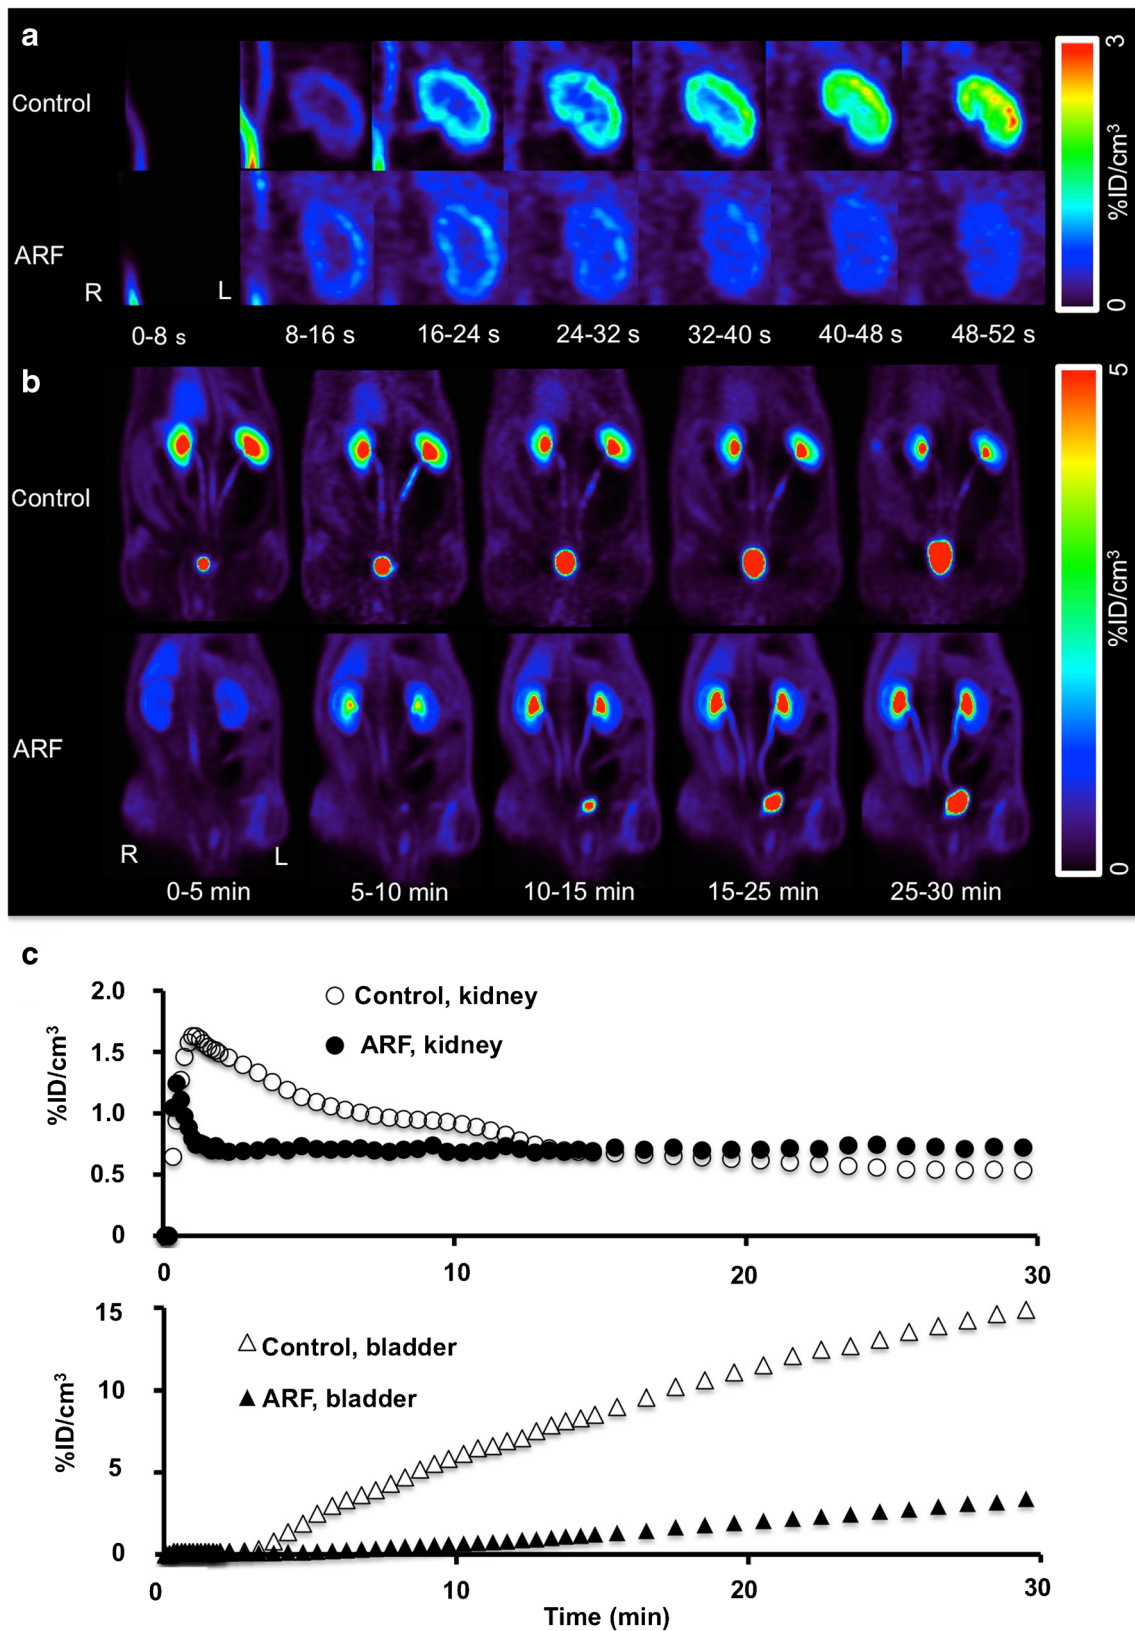 a
Control
3
%ID/cm³
0
ARF
R
L
0-8 s 8-16 s 16-24 s 24-32 s 32-40 s 40-48 s 48-52 s
b
5
Control
%ID/cm³
0
ARF
R
L
0-5 min 5-10 min 10-15 min 15-25 min 25-30 min
c
2.0
1.5
1.0
0.5
0
%ID/cm³
Control, kidney
ARF, kidney
0 10 20 30
15
10
5
0
%ID/cm³
Control, bladder
ARF, bladder
0 10 20 30
Time (min)